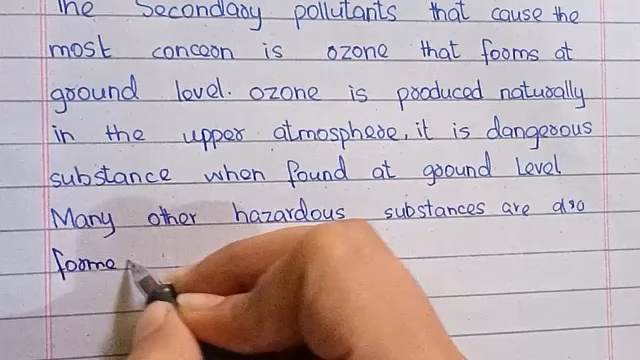 The Secondary pollutants that cause the
most concern is ozone that forms at
ground level. Ozone is produced naturally
in the upper atmosphere, it is dangerous
substance when found at ground Level
Many other hazardous substances are also
forme